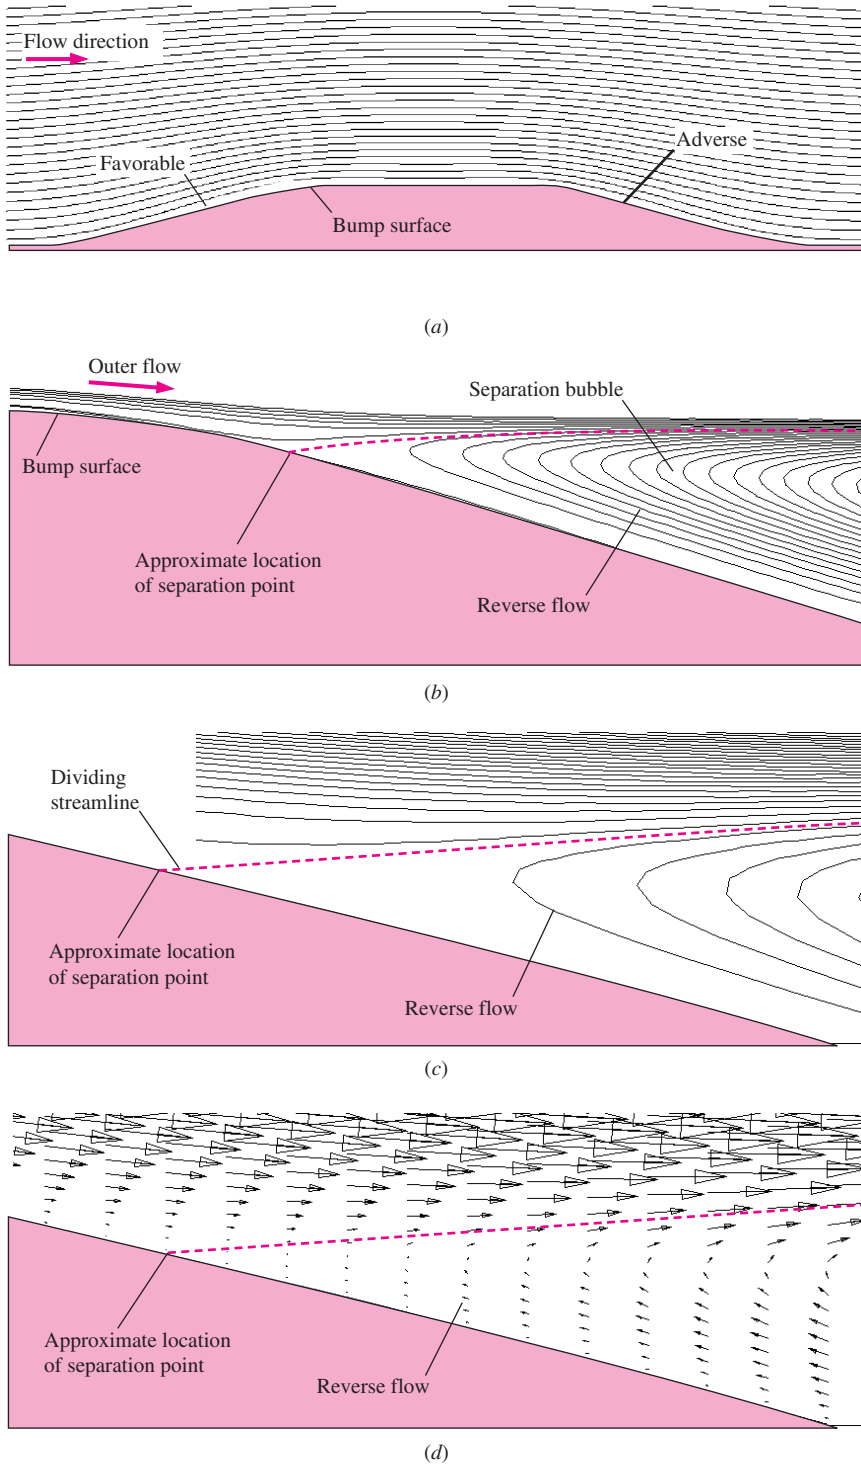 Flow direction
Adverse
Favorable
Bump surface
(a)
Outer flow
Separation bubble
Bump surface
Approximate location
of separation point
Reverse flow
(b)
Dividing
streamline
Approximate location
of separation point
Reverse flow
(c)
Approximate location
of separation point
Reverse flow
(d)